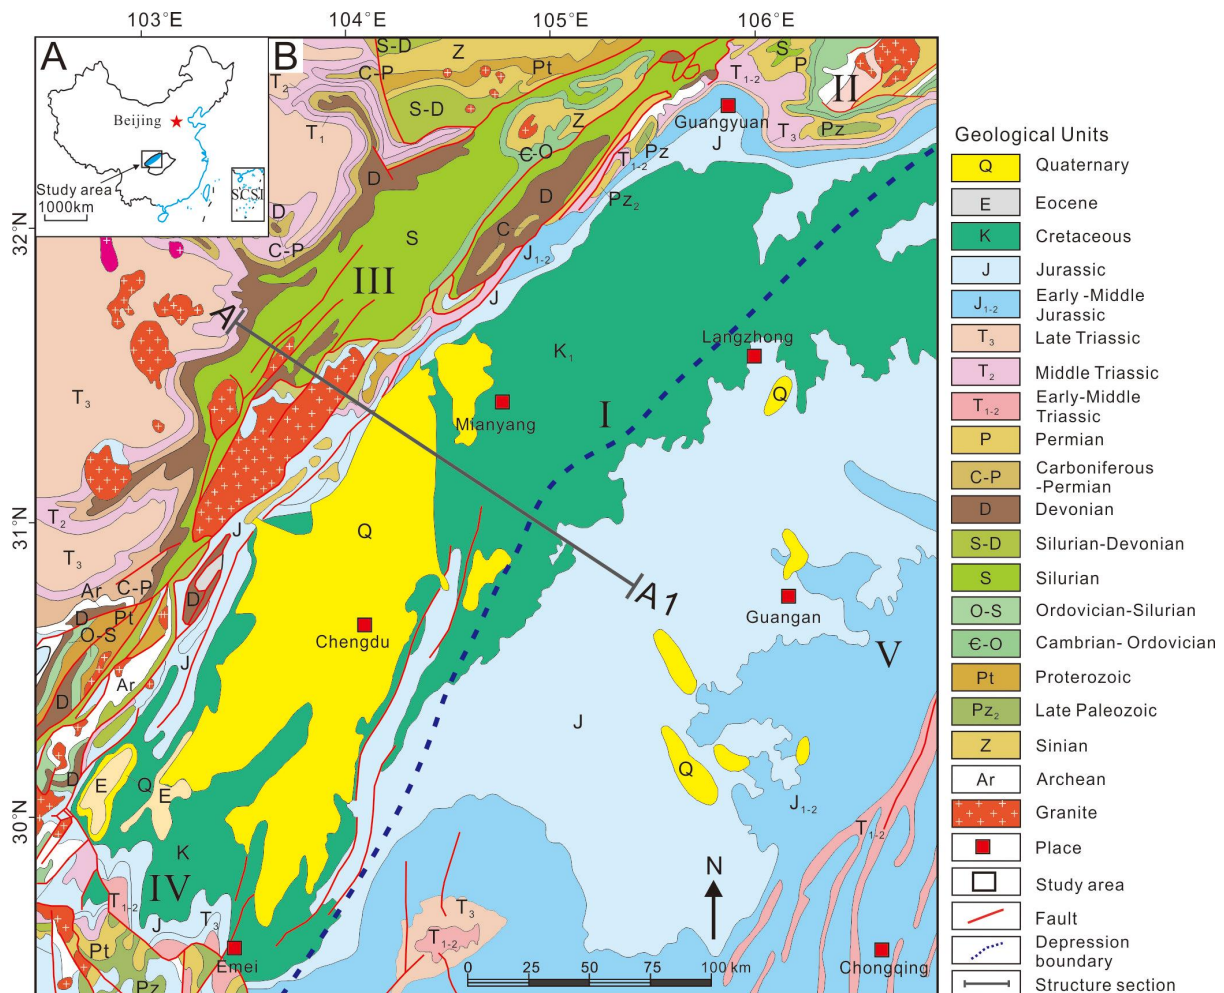 103°E 104°E 105°E 106°E
A
B
Beijing
Study area
1000km
SCSI
32°N
31°N
30°N
S-D
Z
Pt
C-P
T2
S-D
T1
Z
Є-O
D
D
D
C
S
C-P
III
J1-2
J
T1-2
Pz
Pz2
T1-2
Guangyuan
J
S
P
II
T3
Pz
A
T3
K1
Langzhong
Mianyang
I
Q
T2
T3
J
Q
A1
Ar
C-P
D
D
Pt
O-S
Chengdu
Guangan
J
V
Ar
D
J
D
E
Q
E
Q
J1-2
T1-2
K
IV
T1-2
J
T3
Pt
Emei
Pz
T3
T1-2
N
0 25 50 75 100 km
Chongqing
Geological Units
Q Quaternary
E Eocene
K Cretaceous
J Jurassic
J1-2 Early -Middle
Jurassic
T3 Late Triassic
T2 Middle Triassic
T1-2 Early-Middle
Triassic
P Permian
C-P Carboniferous
-Permian
D Devonian
S-D Silurian-Devonian
S Silurian
O-S Ordovician-Silurian
Є-O Cambrian- Ordovician
Pt Proterozoic
Pz2 Late Paleozoic
Z Sinian
Ar Archean
Granite
Place
Study area
Fault
Depression
boundary
Structure section